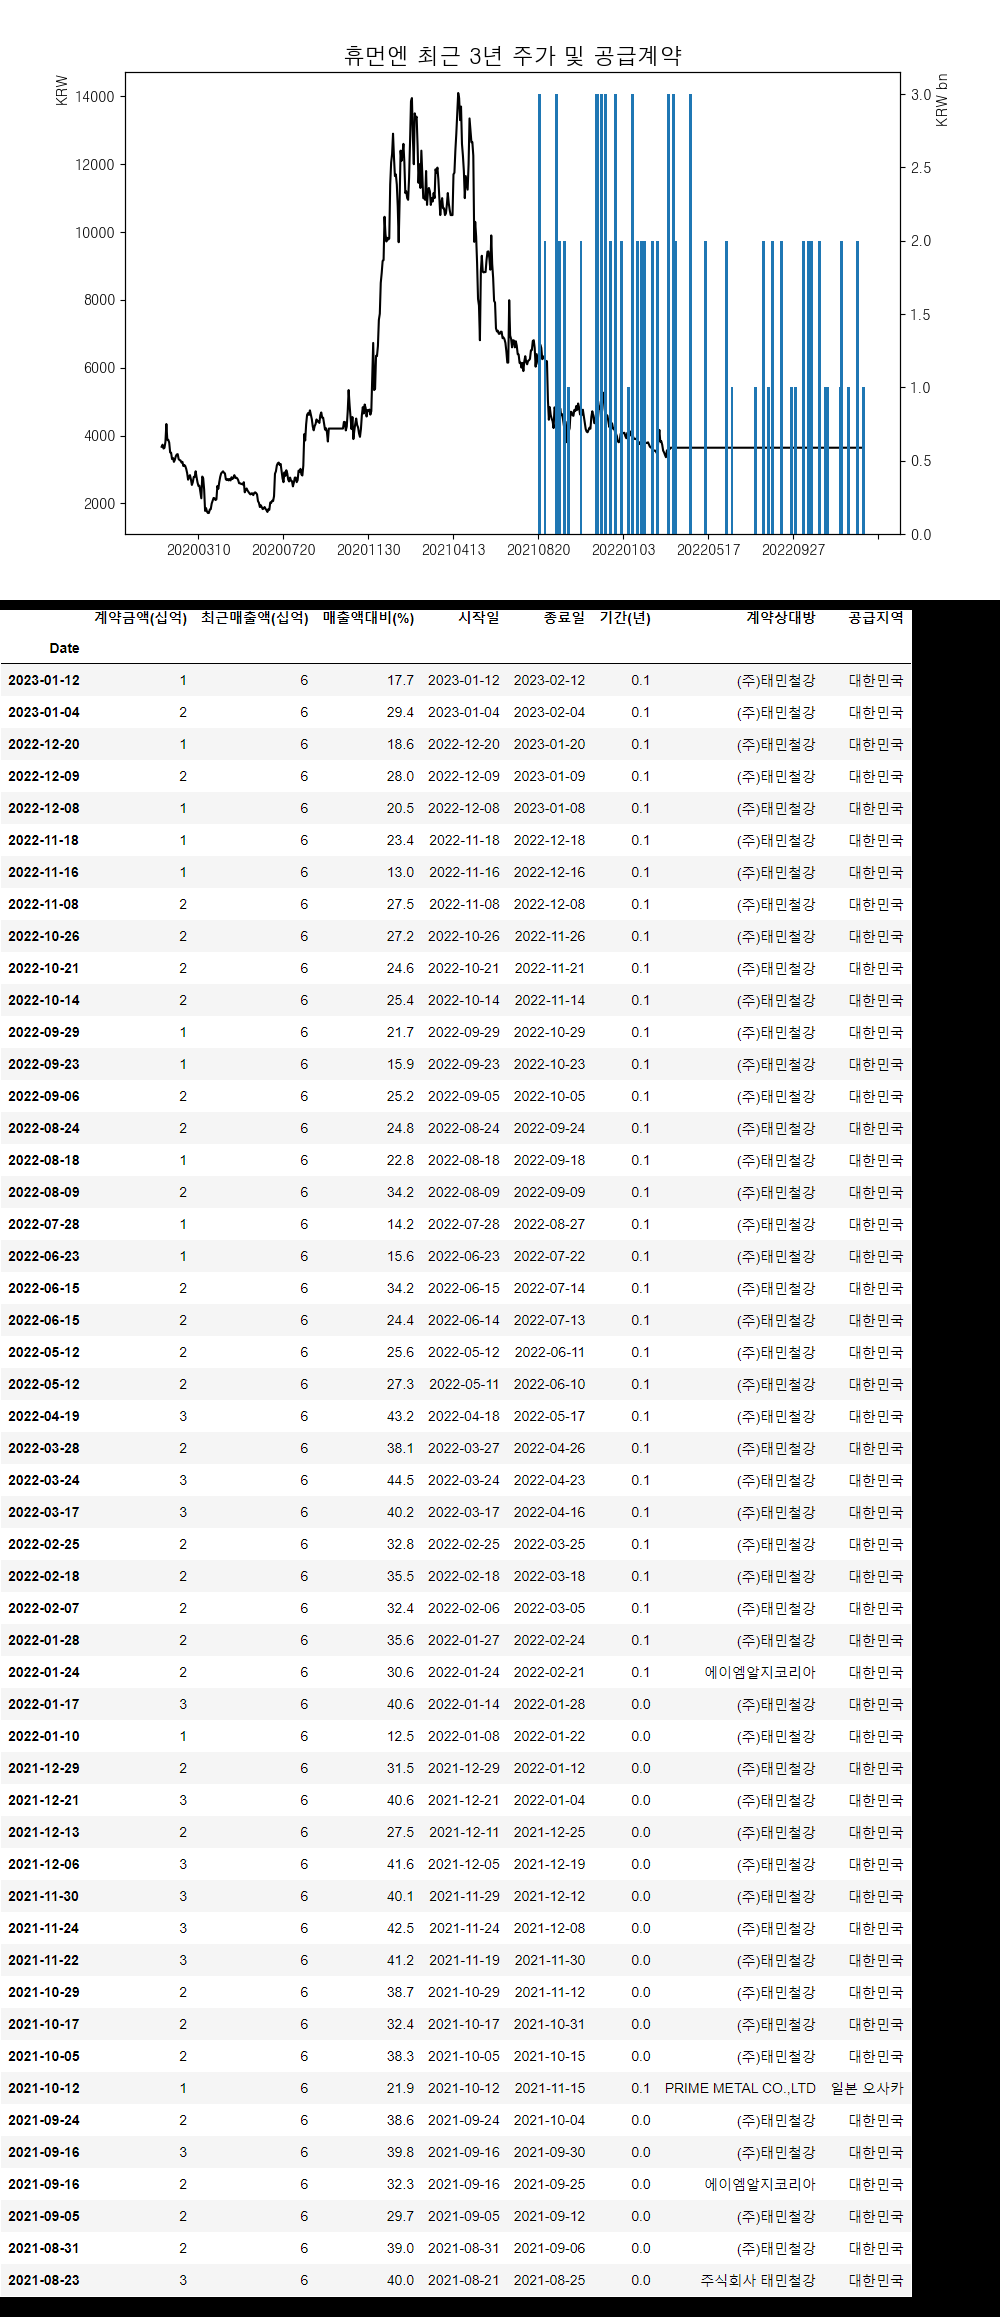 휴먼엔 최근 3년 주가 및 공급계약
KRW
KRW bn
14000
12000
10000
8000
6000
4000
2000
3.0
2.5
2.0
1.5
1.0
0.5
0.0
20200310 20200720 20201130 20210413 20210820 20220103 20220517 20220927
계약금액(십억) 최근매출액(십억) 매출액대비(%) 시작일 종료일 기간(년) 계약상대방 공급지역
Date
2023-01-12 1 6 17.7 2023-01-12 2023-02-12 0.1 (주)태민철강 대한민국
2023-01-04 2 6 29.4 2023-01-04 2023-02-04 0.1 (주)태민철강 대한민국
2022-12-20 1 6 18.6 2022-12-20 2023-01-20 0.1 (주)태민철강 대한민국
2022-12-09 2 6 28.0 2022-12-09 2023-01-09 0.1 (주)태민철강 대한민국
2022-12-08 1 6 20.5 2022-12-08 2023-01-08 0.1 (주)태민철강 대한민국
2022-11-18 1 6 23.4 2022-11-18 2022-12-18 0.1 (주)태민철강 대한민국
2022-11-16 1 6 13.0 2022-11-16 2022-12-16 0.1 (주)태민철강 대한민국
2022-11-08 2 6 27.5 2022-11-08 2022-12-08 0.1 (주)태민철강 대한민국
2022-10-26 2 6 27.2 2022-10-26 2022-11-26 0.1 (주)태민철강 대한민국
2022-10-21 2 6 24.6 2022-10-21 2022-11-21 0.1 (주)태민철강 대한민국
2022-10-14 2 6 25.4 2022-10-14 2022-11-14 0.1 (주)태민철강 대한민국
2022-09-29 1 6 21.7 2022-09-29 2022-10-29 0.1 (주)태민철강 대한민국
2022-09-23 1 6 15.9 2022-09-23 2022-10-23 0.1 (주)태민철강 대한민국
2022-09-06 2 6 25.2 2022-09-05 2022-10-05 0.1 (주)태민철강 대한민국
2022-08-24 2 6 24.8 2022-08-24 2022-09-24 0.1 (주)태민철강 대한민국
2022-08-18 1 6 22.8 2022-08-18 2022-09-18 0.1 (주)태민철강 대한민국
2022-08-09 2 6 34.2 2022-08-09 2022-09-09 0.1 (주)태민철강 대한민국
2022-07-28 1 6 14.2 2022-07-28 2022-08-27 0.1 (주)태민철강 대한민국
2022-06-23 1 6 15.6 2022-06-23 2022-07-22 0.1 (주)태민철강 대한민국
2022-06-15 2 6 34.2 2022-06-15 2022-07-14 0.1 (주)태민철강 대한민국
2022-06-15 2 6 24.4 2022-06-14 2022-07-13 0.1 (주)태민철강 대한민국
2022-05-12 2 6 25.6 2022-05-12 2022-06-11 0.1 (주)태민철강 대한민국
2022-05-12 2 6 27.3 2022-05-11 2022-06-10 0.1 (주)태민철강 대한민국
2022-04-19 3 6 43.2 2022-04-18 2022-05-17 0.1 (주)태민철강 대한민국
2022-03-28 2 6 38.1 2022-03-27 2022-04-26 0.1 (주)태민철강 대한민국
2022-03-24 3 6 44.5 2022-03-24 2022-04-23 0.1 (주)태민철강 대한민국
2022-03-17 3 6 40.2 2022-03-17 2022-04-16 0.1 (주)태민철강 대한민국
2022-02-25 2 6 32.8 2022-02-25 2022-03-25 0.1 (주)태민철강 대한민국
2022-02-18 2 6 35.5 2022-02-18 2022-03-18 0.1 (주)태민철강 대한민국
2022-02-07 2 6 32.4 2022-02-06 2022-03-05 0.1 (주)태민철강 대한민국
2022-01-28 2 6 35.6 2022-01-27 2022-02-24 0.1 (주)태민철강 대한민국
2022-01-24 2 6 30.6 2022-01-24 2022-02-21 0.1 에이엠알지코리아 대한민국
2022-01-17 3 6 40.6 2022-01-14 2022-01-28 0.0 (주)태민철강 대한민국
2022-01-10 1 6 12.5 2022-01-08 2022-01-22 0.0 (주)태민철강 대한민국
2021-12-29 2 6 31.5 2021-12-29 2022-01-12 0.0 (주)태민철강 대한민국
2021-12-21 3 6 40.6 2021-12-21 2022-01-04 0.0 (주)태민철강 대한민국
2021-12-13 2 6 27.5 2021-12-11 2021-12-25 0.0 (주)태민철강 대한민국
2021-12-06 3 6 41.6 2021-12-05 2021-12-19 0.0 (주)태민철강 대한민국
2021-11-30 3 6 40.1 2021-11-29 2021-12-12 0.0 (주)태민철강 대한민국
2021-11-24 3 6 42.5 2021-11-24 2021-12-08 0.0 (주)태민철강 대한민국
2021-11-22 3 6 41.2 2021-11-19 2021-11-30 0.0 (주)태민철강 대한민국
2021-10-29 2 6 38.7 2021-10-29 2021-11-12 0.0 (주)태민철강 대한민국
2021-10-17 2 6 32.4 2021-10-17 2021-10-31 0.0 (주)태민철강 대한민국
2021-10-05 2 6 38.3 2021-10-05 2021-10-15 0.0 (주)태민철강 대한민국
2021-10-12 1 6 21.9 2021-10-12 2021-11-15 0.1 PRIME METAL CO.,LTD 일본 오사카
2021-09-24 2 6 38.6 2021-09-24 2021-10-04 0.0 (주)태민철강 대한민국
2021-09-16 3 6 39.8 2021-09-16 2021-09-30 0.0 (주)태민철강 대한민국
2021-09-16 2 6 32.3 2021-09-16 2021-09-25 0.0 에이엠알지코리아 대한민국
2021-09-05 2 6 29.7 2021-09-05 2021-09-12 0.0 (주)태민철강 대한민국
2021-08-31 2 6 39.0 2021-08-31 2021-09-06 0.0 (주)태민철강 대한민국
2021-08-23 3 6 40.0 2021-08-21 2021-08-25 0.0 주식회사 태민철강 대한민국